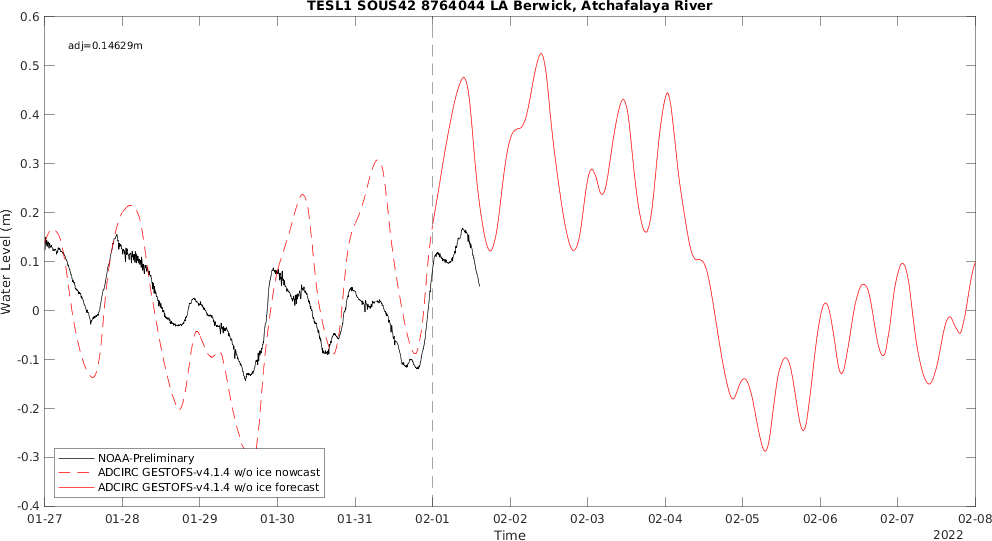 TESL1 SOUS42 8764044 LA Berwick, Atchafalaya River
adj=0.14629m
0.6
0.5
0.4
0.3
0.2
0.1
0
-0.1
-0.2
-0.3
-0.4
Water Level (m)
NOAA-Preliminary
ADCIRC GESTOFS-v4.1.4 w/o ice nowcast
ADCIRC GESTOFS-v4.1.4 w/o ice forecast
01-27 01-28 01-29 01-30 01-31 02-01 02-02 02-03 02-04 02-05 02-06 02-07 02-08
Time
2022